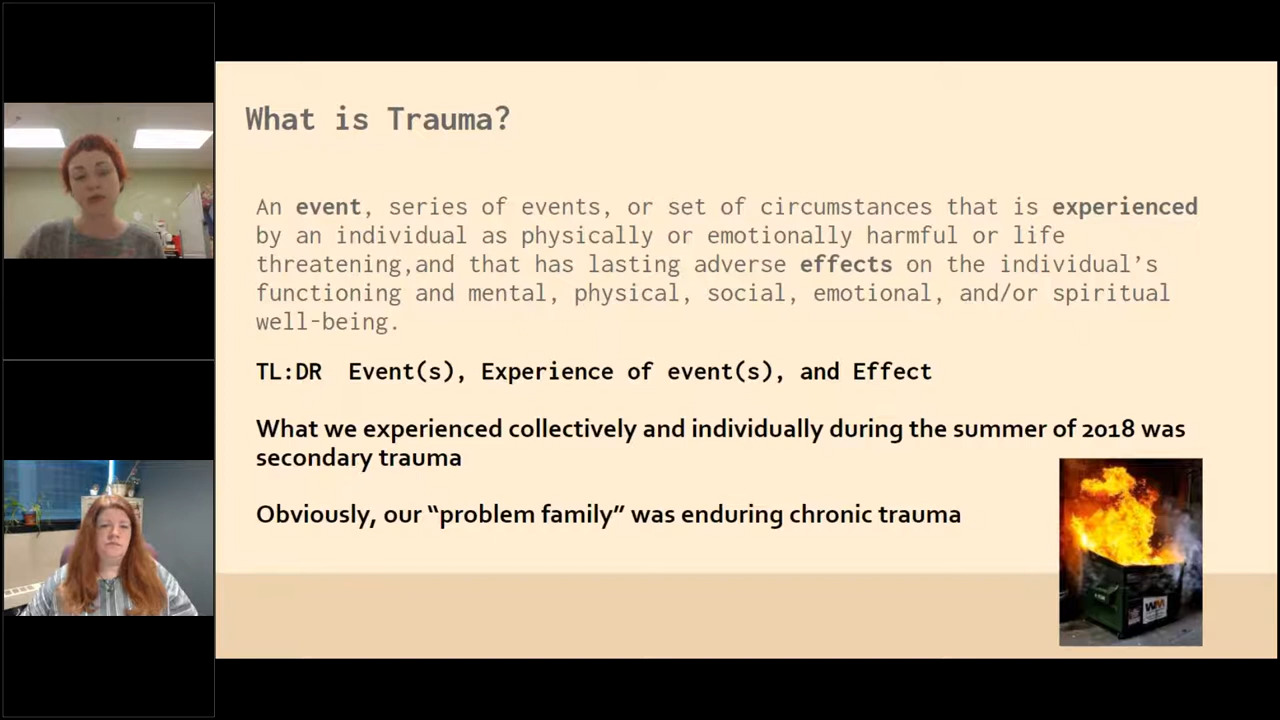 What is Trauma?
An event, series of events, or set of circumstances that is experienced
by an individual as physically or emotionally harmful or life
threatening,and that has lasting adverse effects on the individual's
functioning and mental, physical, social, emotional, and/or spiritual
well-being.
TL:DR Event(s), Experience of event(s), and Effect
What we experienced collectively and individually during the summer of 2018 was
secondary trauma
Obviously, our “problem family” was enduring chronic trauma
WM